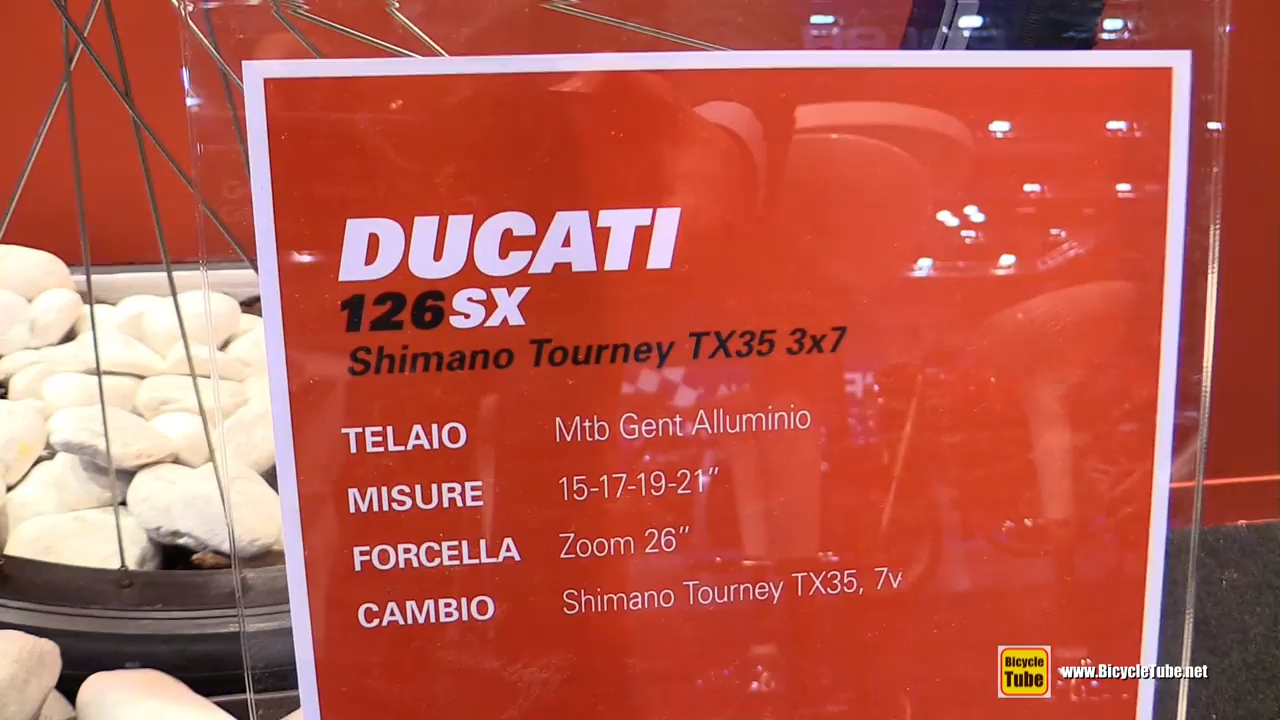 DUCATI
126SX
Shimano Tourney TX35 3x7
TELAIO Mtb Gent Alluminio
MISURE 15-17-19-21”
FORCELLA Zoom 26”
CAMBIO Shimano Tourney TX35, 7v
Bicycle
Tube
www.BicycleTube.net